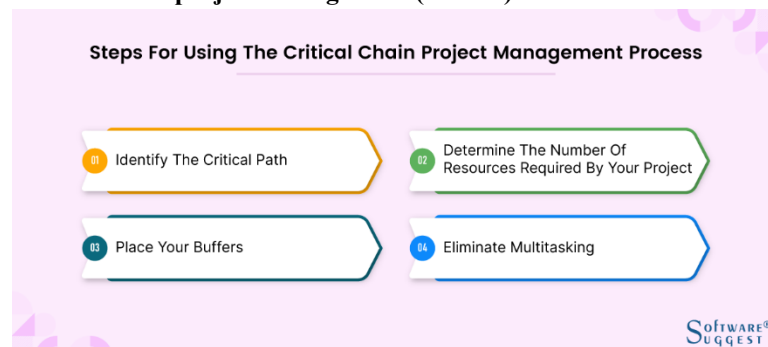 Steps For Using The Critical Chain Project Management Process
01 Identify The Critical Path
02 Determine The Number Of
Resources Required By Your Project
03 Place Your Buffers
04 Eliminate Multitasking
SOFTWARE®
SUGGEST